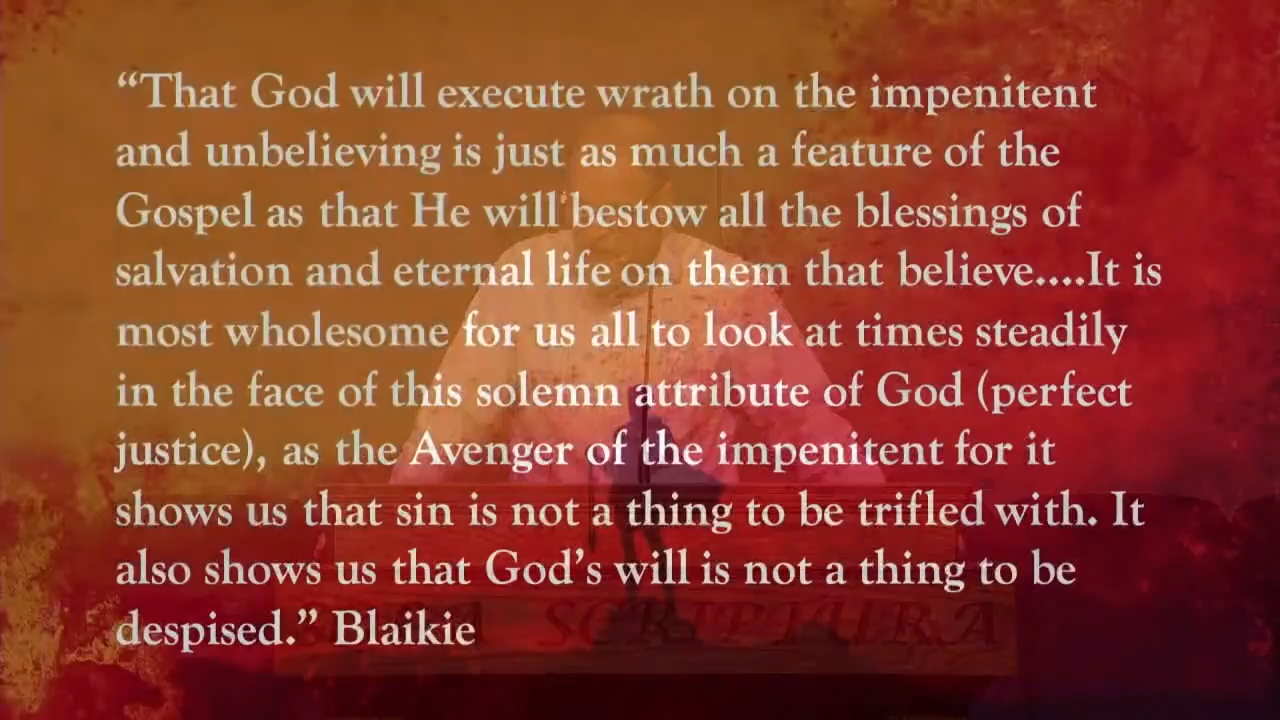 “That God will execute wrath on the impenitent
and unbelieving is just as much a feature of the
Gospel as that He will bestow all the blessings of
salvation and eternal life on them that believe....It is
most wholesome for us all to look at times steadily
in the face of this solemn attribute of God (perfect
justice), as the Avenger of the impenitent for it
shows us that sin is not a thing to be trifled with. It
also shows us that God’s will is not a thing to be
despised.” Blaikie
SCRIPTURA